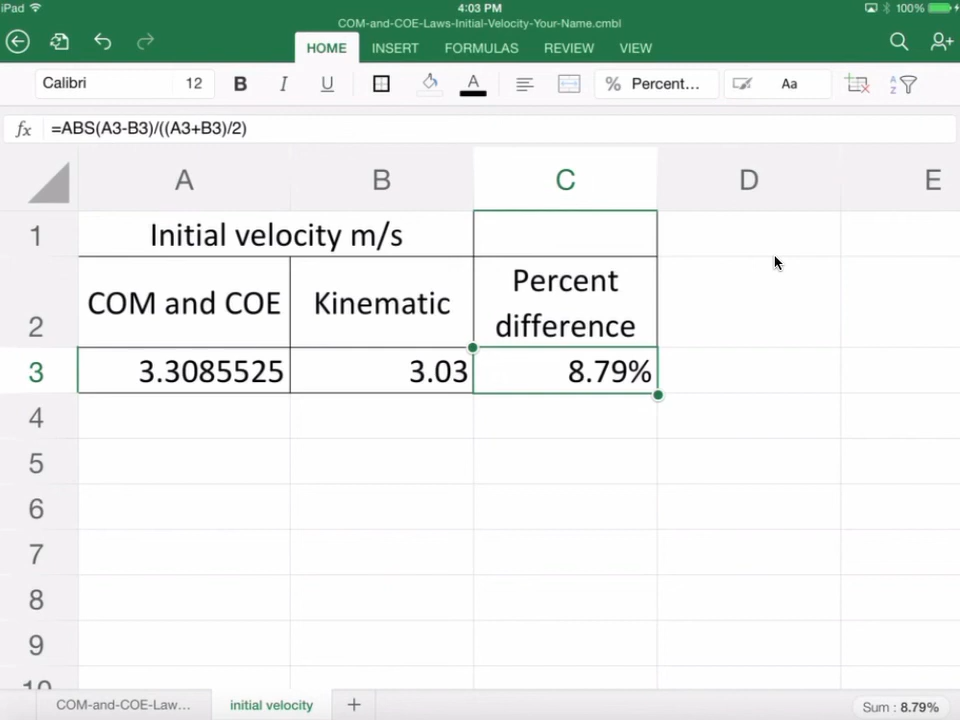 iPad 4:03 PM 100%
COM-and-COE-Laws-Initial-Velocity-Your-Name.cmbl
HOME INSERT FORMULAS REVIEW VIEW
Calibri 12 B I U A % Percent... Aa A Z
fx =ABS(A3-B3)/((A3+B3)/2)
A B C D E
1 Initial velocity m/s
2 COM and COE Kinematic Percent difference
3 3.3085525 3.03 8.79%
4
5
6
7
8
9
10
COM-and-COE-Law... initial velocity + Sum : 8.79%